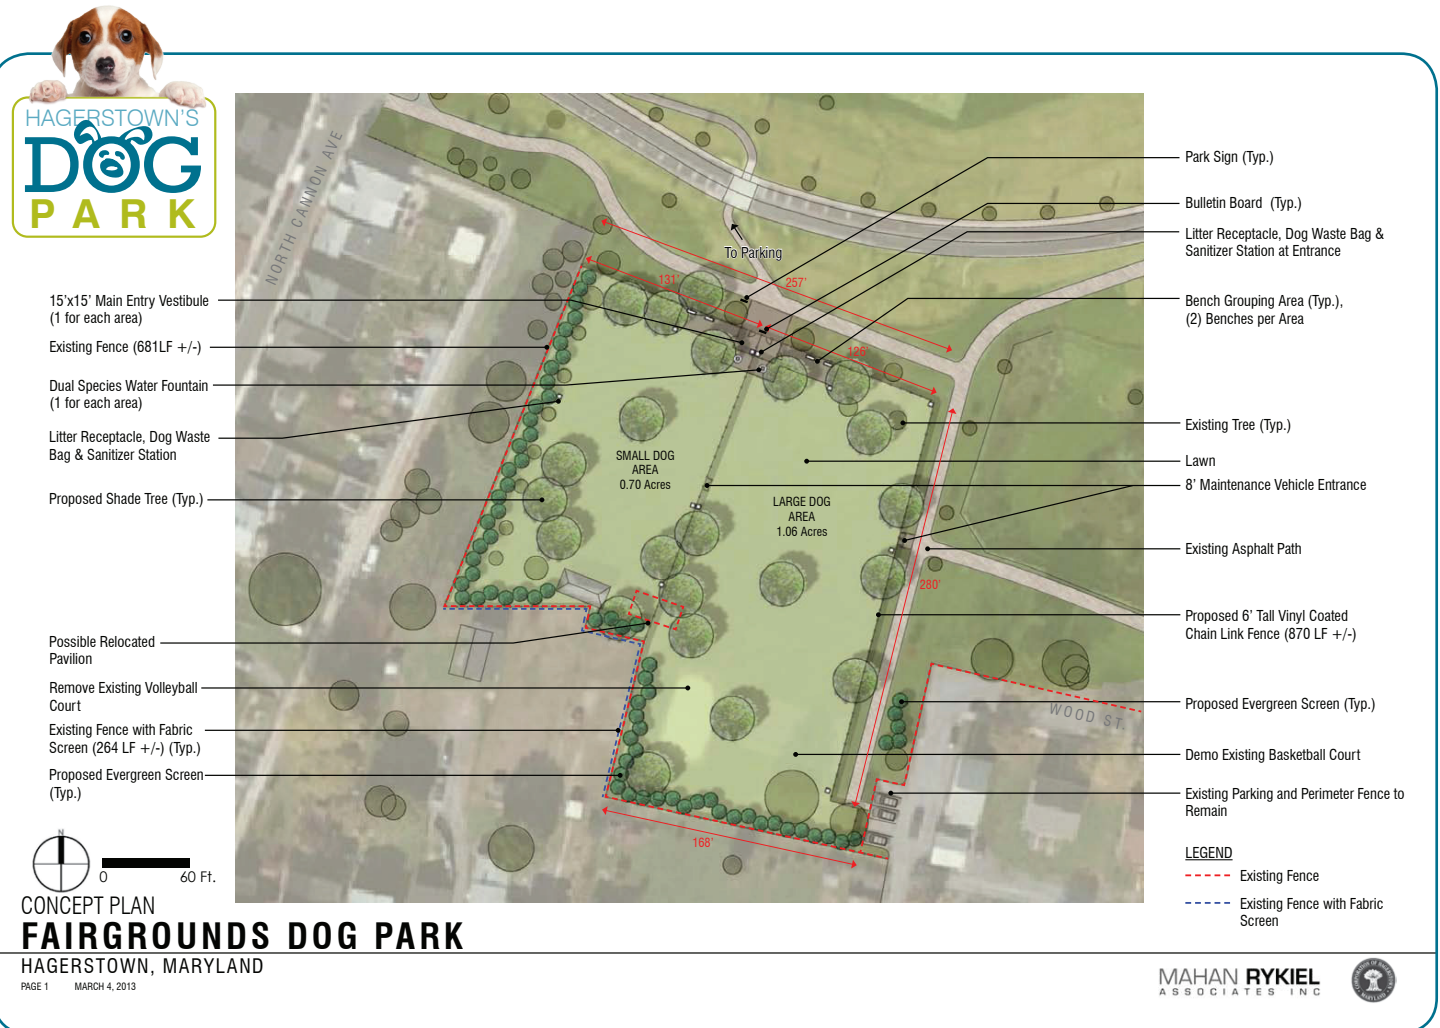 HAGERSTOWN'S
DOG
PARK
15'x15' Main Entry Vestibule
(1 for each area)
Existing Fence (681LF +/-)
Dual Species Water Fountain
(1 for each area)
Litter Receptacle, Dog Waste
Bag & Sanitizer Station
Proposed Shade Tree (Typ.)
Possible Relocated
Pavilion
Remove Existing Volleyball
Court
Existing Fence with Fabric
Screen (264 LF +/-) (Typ.)
Proposed Evergreen Screen
(Typ.)
NORTH CANNON AVE
To Parking
131'
257'
126'
SMALL DOG
AREA
0.70 Acres
LARGE DOG
AREA
1.06 Acres
280'
168'
WOOD ST.
Park Sign (Typ.)
Bulletin Board (Typ.)
Litter Receptacle, Dog Waste Bag &
Sanitizer Station at Entrance
Bench Grouping Area (Typ.),
(2) Benches per Area
Existing Tree (Typ.)
Lawn
8' Maintenance Vehicle Entrance
Existing Asphalt Path
Proposed 6' Tall Vinyl Coated
Chain Link Fence (870 LF +/-)
Proposed Evergreen Screen (Typ.)
Demo Existing Basketball Court
Existing Parking and Perimeter Fence to
Remain
LEGEND
Existing Fence
Existing Fence with Fabric
Screen
N
0 60 Ft.
CONCEPT PLAN
FAIRGROUNDS DOG PARK
HAGERSTOWN, MARYLAND
PAGE 1 MARCH 4, 2013
MAHAN RYKIEL
ASSOCIATES INC
CORPORATION OF HAGERSTOWN
MARYLAND